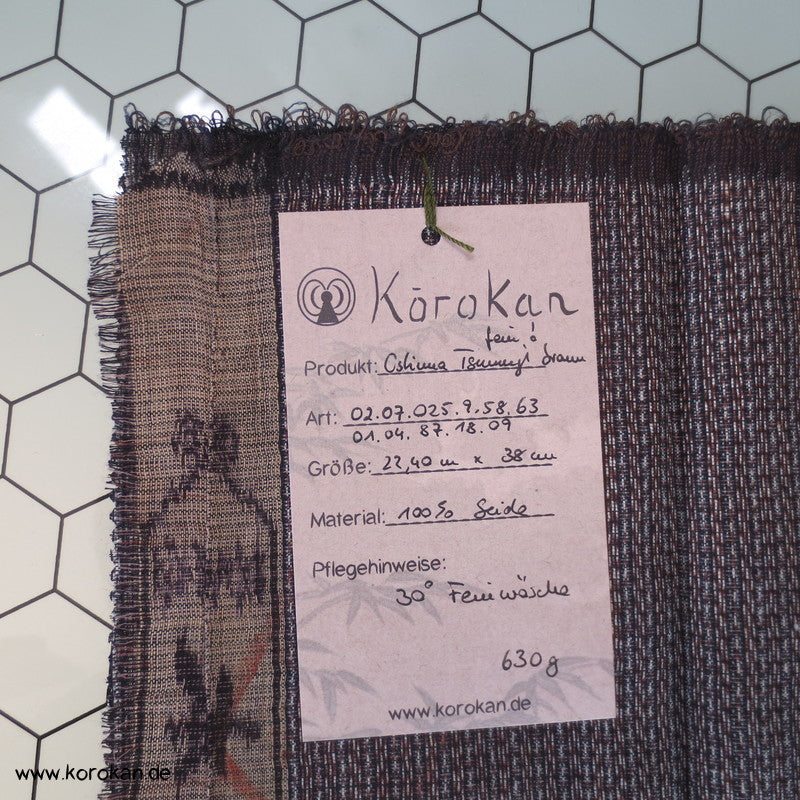 Kōrokan
fein!
Produkt: Oshima Tsumugi braun
Art: 02.07.025.9.58.63
01.04.87.18.09
Größe: 22,40 m x 38 cm
Material: 100% Seide
Pflegehinweise:
30° Feinwäsche
630g
www.korokan.de
www.korokan.de